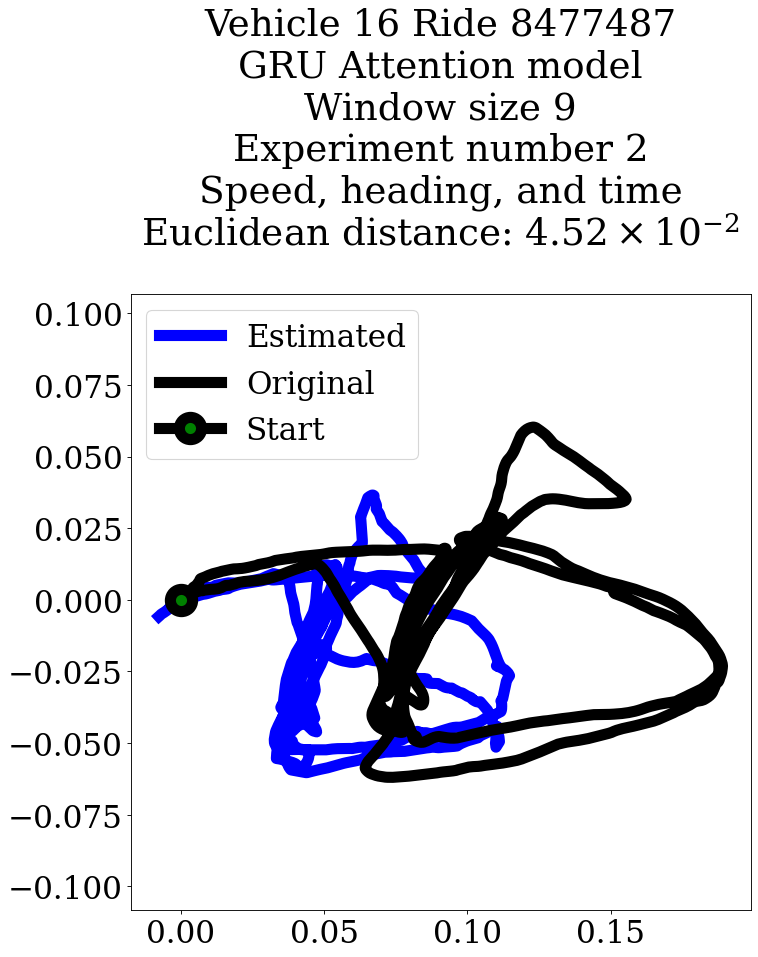 Vehicle 16 Ride 8477487
GRU Attention model
Window size 9
Experiment number 2
Speed, heading, and time
Euclidean distance: 4.52 × 10⁻²
Estimated
Original
Start
0.100
0.075
0.050
0.025
0.000
−0.025
−0.050
−0.075
−0.100
0.00 0.05 0.10 0.15